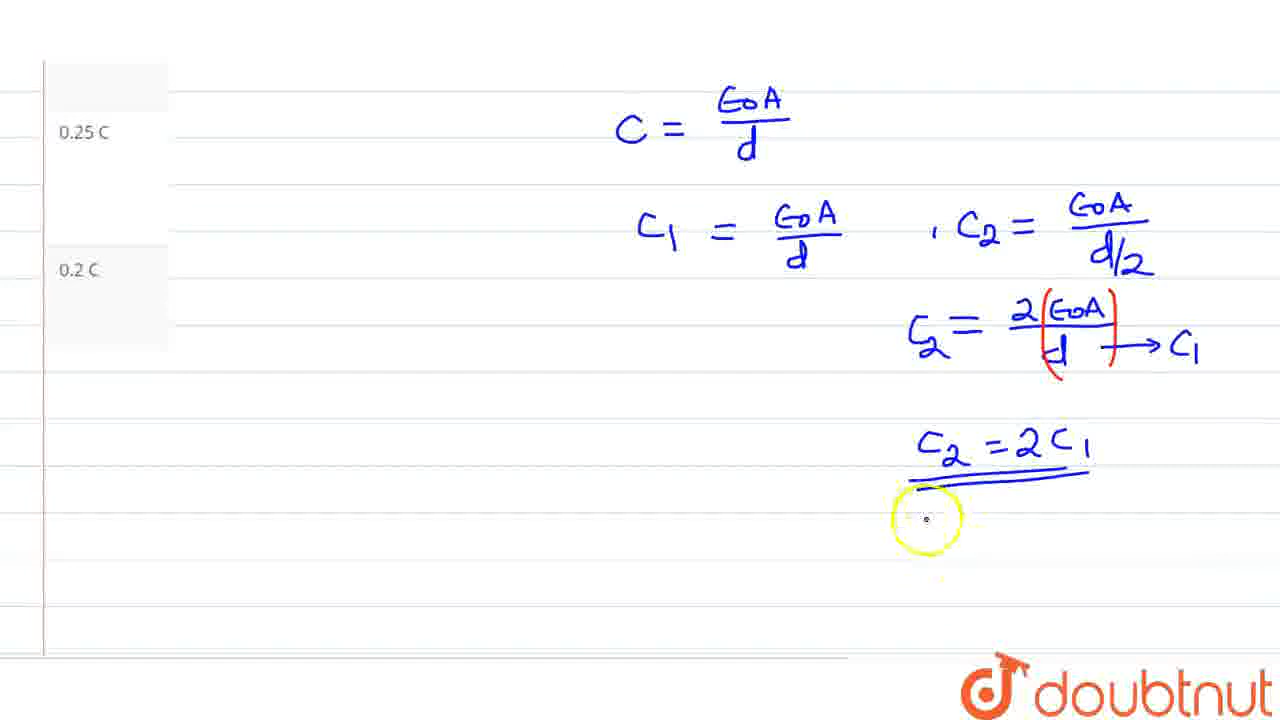 0.25 C
0.2 C
C = ϵ₀A/d
C₁ = ϵ₀A/d , C₂ = ϵ₀A/(d/2)
C₂ = 2(ϵ₀A/d) → C₁
C₂ = 2C₁
doubtnut